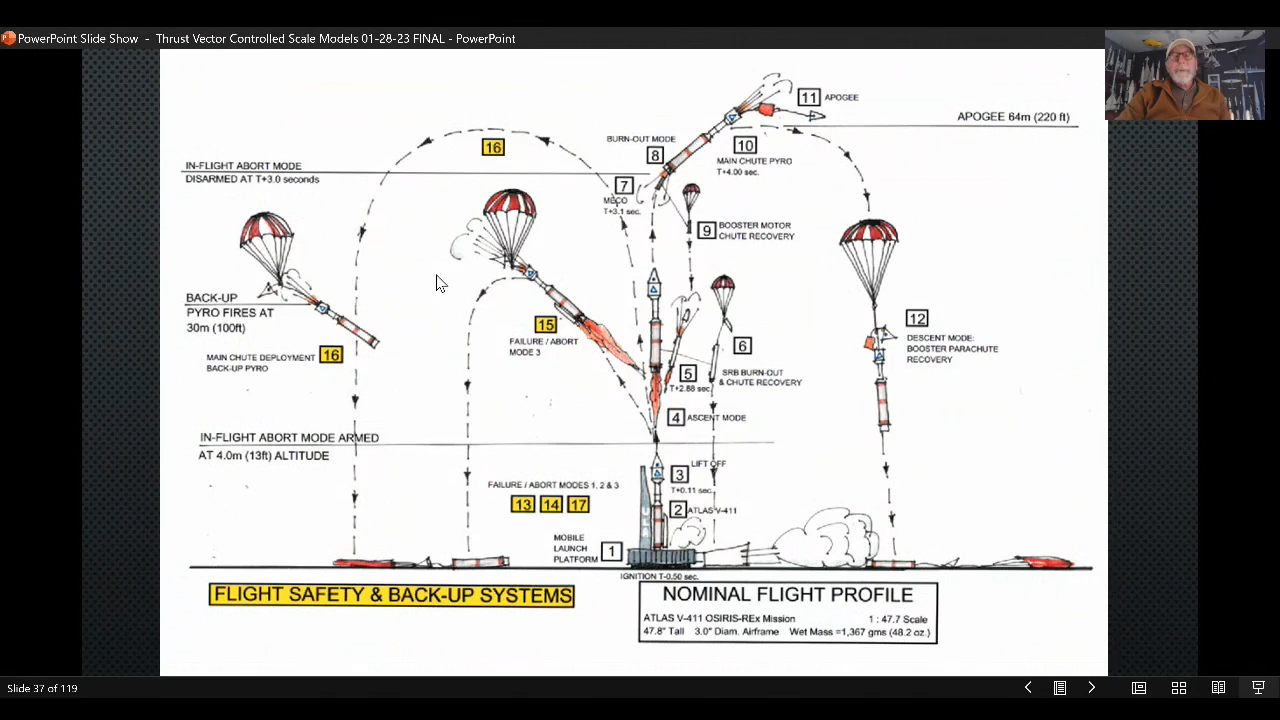 PowerPoint Slide Show - Thrust Vector Controlled Scale Models 01-28-23 FINAL - PowerPoint
11 APOGEE
APOGEE 64m (220 ft)
BURN-OUT MODE
8
10
MAIN CHUTE PYRO
T+4.00 sec.
16
IN-FLIGHT ABORT MODE
DISARMED AT T+3.0 seconds
7
MECO
T+3.1 sec.
9 BOOSTER MOTOR
CHUTE RECOVERY
BACK-UP
PYRO FIRES AT
30m (100ft)
MAIN CHUTE DEPLOYMENT
BACK-UP PYRO
16
15
FAILURE / ABORT
MODE 3
12
DESCENT MODE:
BOOSTER PARACHUTE
RECOVERY
6
SRB BURN-OUT
& CHUTE RECOVERY
5
T+2.88 sec.
4 ASCENT MODE
IN-FLIGHT ABORT MODE ARMED
AT 4.0m (13ft) ALTITUDE
LIFT OFF
3
T+0.11 sec.
FAILURE / ABORT MODES 1, 2 & 3
13 14 17
2 ATLAS V-411
MOBILE
LAUNCH
PLATFORM
1
IGNITION T-0.50 sec.
FLIGHT SAFETY & BACK-UP SYSTEMS
NOMINAL FLIGHT PROFILE
ATLAS V-411 OSIRIS-REx Mission 1 : 47.7 Scale
47.8" Tall 3.0" Diam. Airframe Wet Mass =1,367 gms (48.2 oz.)
Slide 37 of 119